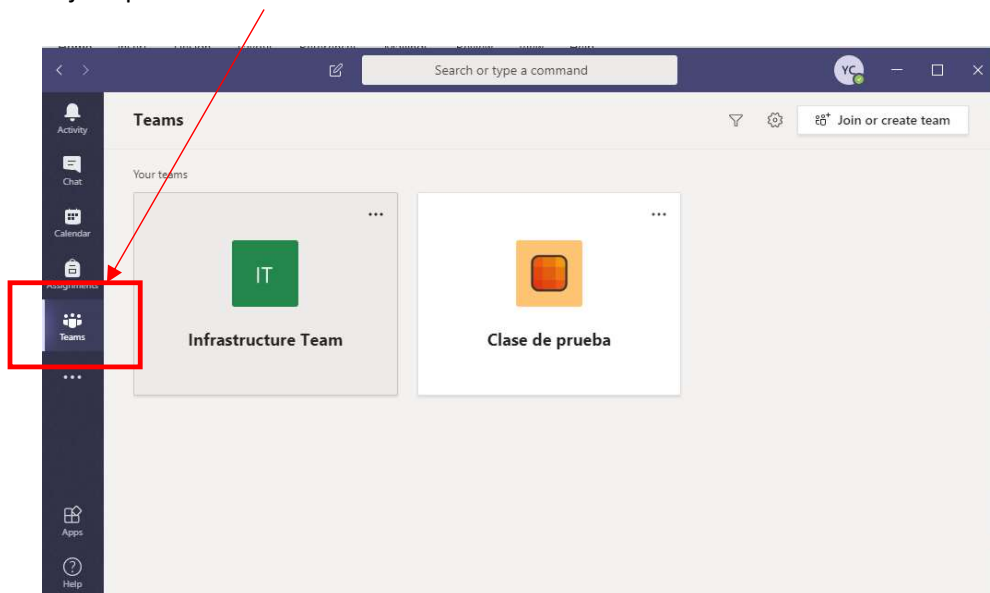 Search or type a command
YC
Activity
Teams
Join or create team
Chat
Your teams
Calendar
Assignments
IT
Teams
Infrastructure Team
Clase de prueba
Apps
Help